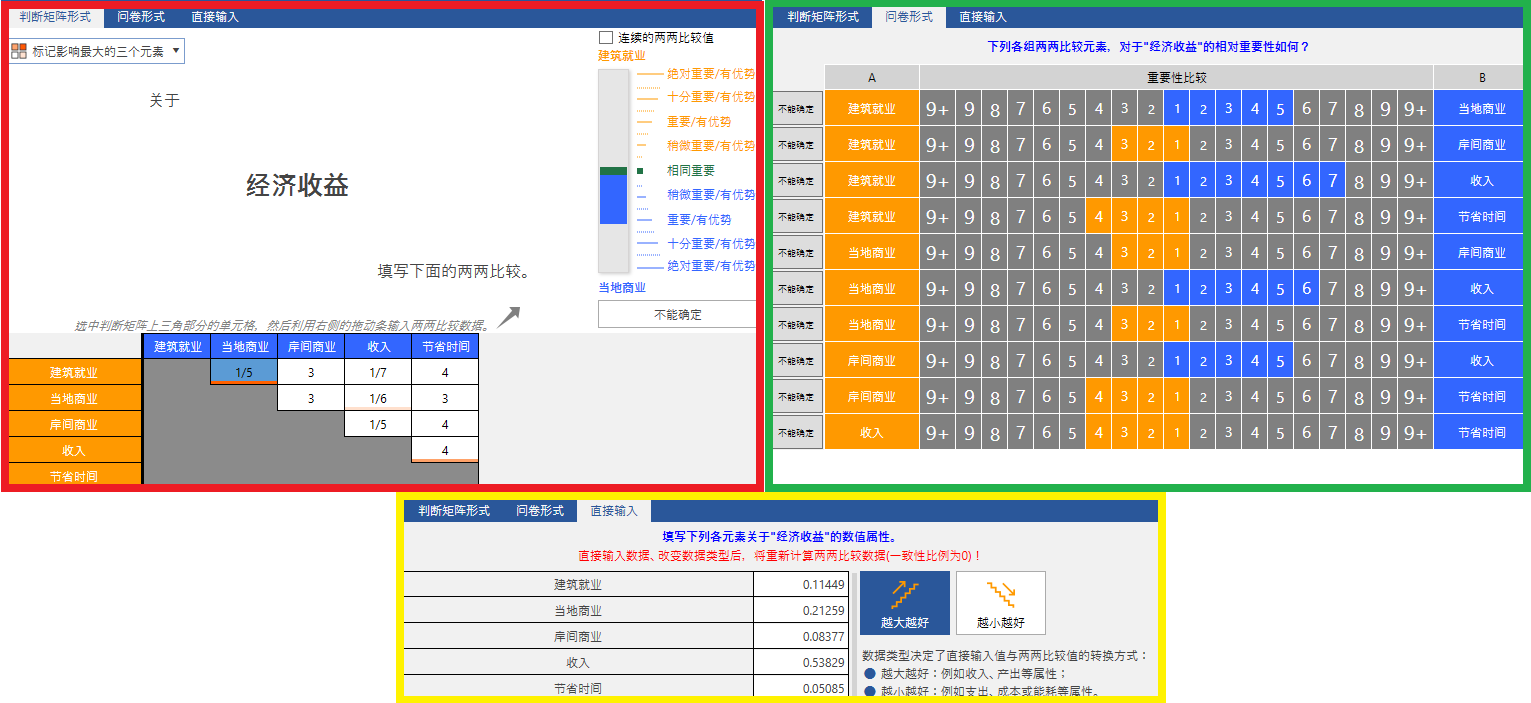 判断矩阵形式 问卷形式 直接输入
标记影响最大的三个元素
关于
经济收益
填写下面的两两比较。
选中判断矩阵上三角部分的单元格，然后利用右侧的拖动条输入两两比较数据。
连续的两两比较值
建筑就业
绝对重要/有优势
十分重要/有优势
重要/有优势
稍微重要/有优势
相同重要
稍微重要/有优势
重要/有优势
十分重要/有优势
绝对重要/有优势
当地商业
不能确定
建筑就业 当地商业 岸间商业 收入 节省时间
建筑就业 1/5 3 1/7 4
当地商业 3 1/6 3
岸间商业 1/5 4
收入 4
节省时间
判断矩阵形式 问卷形式 直接输入
下列各组两两比较元素，对于"经济收益"的相对重要性如何？
A 重要性比较 B
不能确定 建筑就业 9+ 9 8 7 6 5 4 3 2 1 2 3 4 5 6 7 8 9 9+ 当地商业
不能确定 建筑就业 9+ 9 8 7 6 5 4 3 2 1 2 3 4 5 6 7 8 9 9+ 岸间商业
不能确定 建筑就业 9+ 9 8 7 6 5 4 3 2 1 2 3 4 5 6 7 8 9 9+ 收入
不能确定 建筑就业 9+ 9 8 7 6 5 4 3 2 1 2 3 4 5 6 7 8 9 9+ 节省时间
不能确定 当地商业 9+ 9 8 7 6 5 4 3 2 1 2 3 4 5 6 7 8 9 9+ 岸间商业
不能确定 当地商业 9+ 9 8 7 6 5 4 3 2 1 2 3 4 5 6 7 8 9 9+ 收入
不能确定 当地商业 9+ 9 8 7 6 5 4 3 2 1 2 3 4 5 6 7 8 9 9+ 节省时间
不能确定 岸间商业 9+ 9 8 7 6 5 4 3 2 1 2 3 4 5 6 7 8 9 9+ 收入
不能确定 岸间商业 9+ 9 8 7 6 5 4 3 2 1 2 3 4 5 6 7 8 9 9+ 节省时间
不能确定 收入 9+ 9 8 7 6 5 4 3 2 1 2 3 4 5 6 7 8 9 9+ 节省时间
判断矩阵形式 问卷形式 直接输入
填写下列各元素关于"经济收益"的数值属性。
直接输入数据、改变数据类型后，将重新计算两两比较数据(一致性比例为0)！
建筑就业 0.11449
当地商业 0.21259
岸间商业 0.08377
收入 0.53829
节省时间 0.05085
越大越好 越小越好
数据类型决定了直接输入值与两两比较值的转换方式：
越大越好：例如收入、产出等属性；
越小越好：例如支出、成本或能耗等属性。